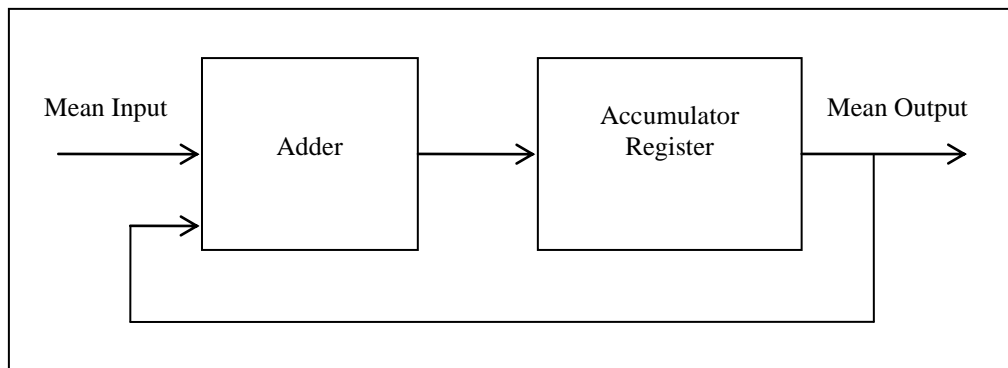 Mean Input
Adder
Accumulator
Register
Mean Output